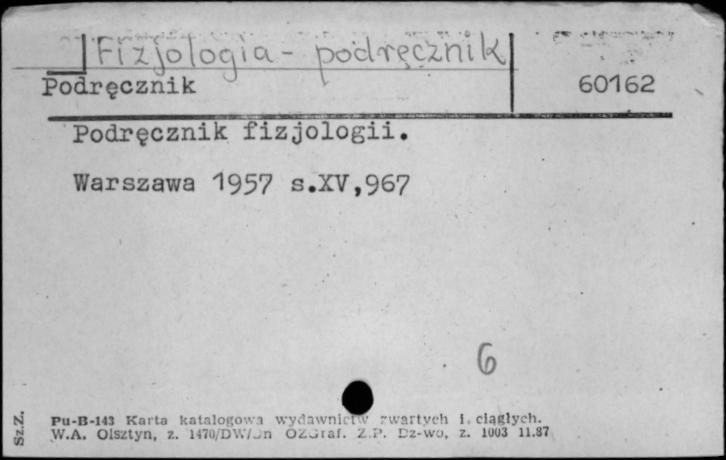 Fizjologia - podręcznik
Podręcznik 60162
Podręcznik fizjologii.
Warszawa 1957 s.XV,967
6
Sz.Z.
Pu-B-143 Karta katalogowa wydawnictw zwartych i ciągłych.
W.A. Olsztyn, z. 1470/DW/Dn OZGraf. Z.P. Dz-wo, z. 1003 11.87